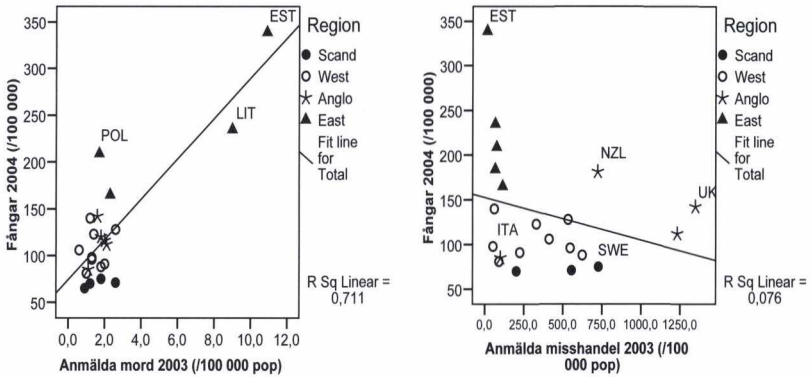 EST
350
300
250
200
150
100
50
Fångar 2004 (/100 000)
LIT
POL
0,0 2,0 4,0 6,0 8,0 10,0 12,0
Anmälda mord 2003 (/100 000 pop)
Region
Scand
West
Anglo
East
Fit line
for
Total
R Sq Linear =
0,711
EST
350
300
250
200
150
100
50
Fångar 2004 (/100 000)
NZL
UK
ITA
SWE
0,0 250,0 500,0 750,0 1000,0 1250,0
Anmälda misshandel 2003 (/100
000 pop)
Region
Scand
West
Anglo
East
Fit line
for
Total
R Sq Linear =
0,076